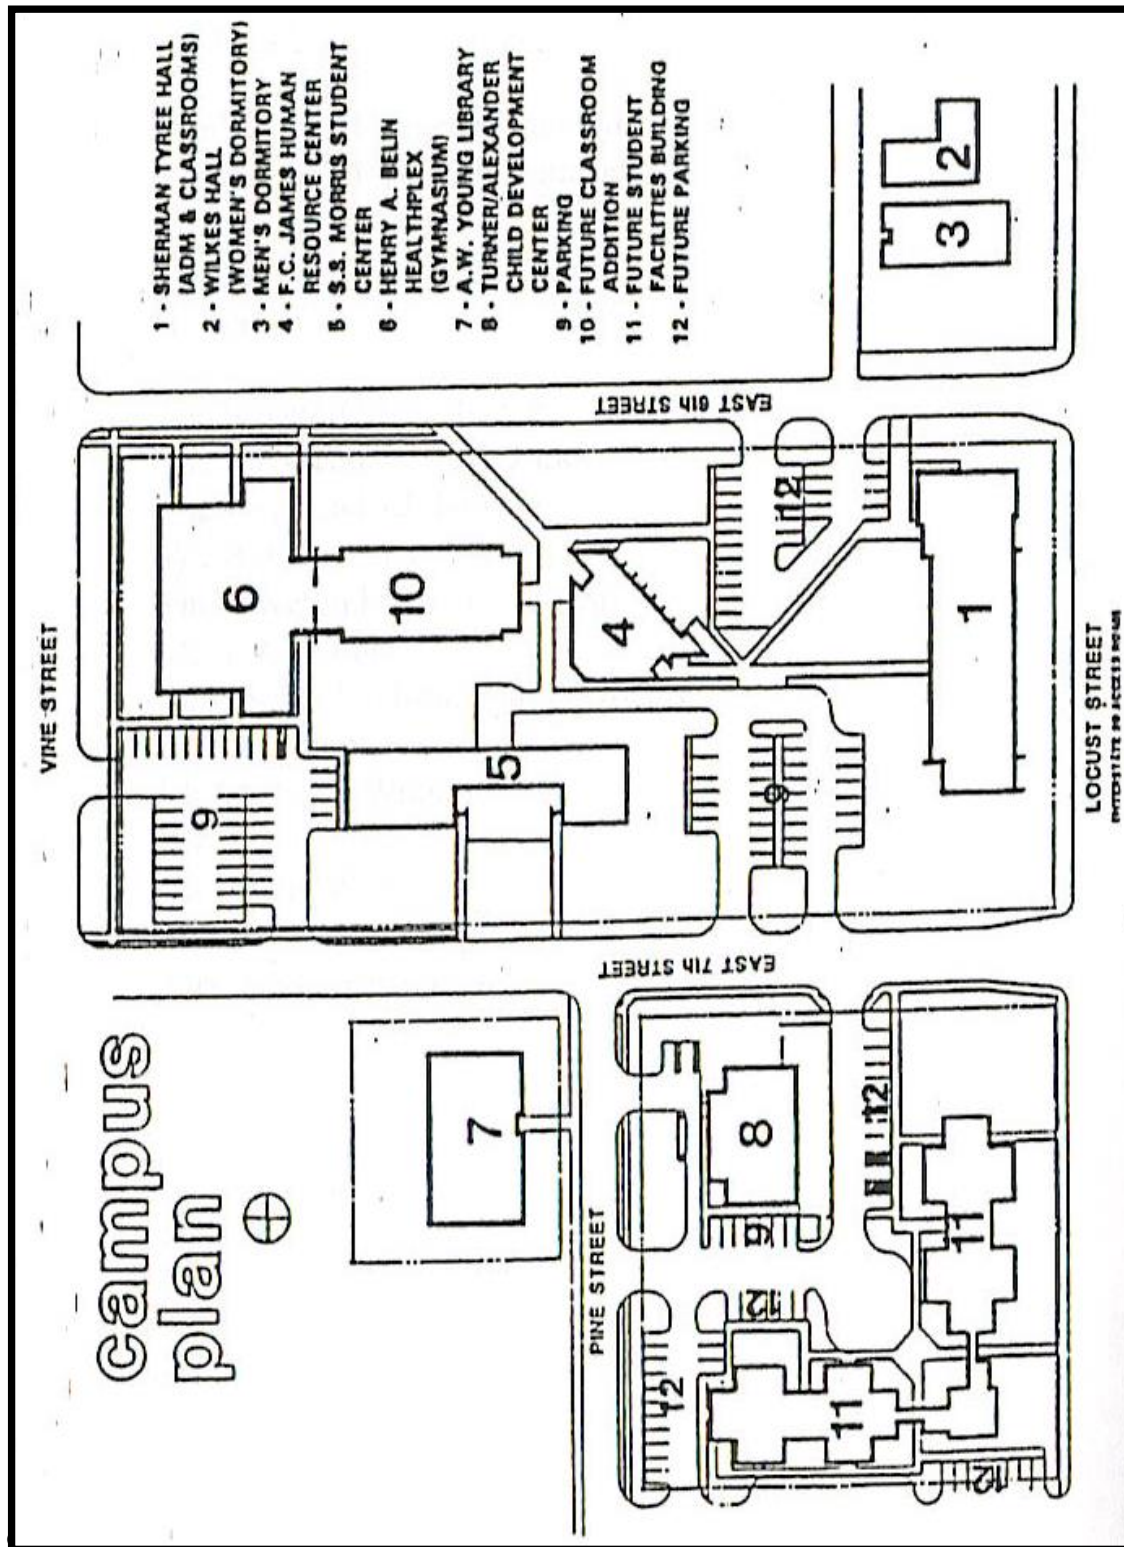 campus
plan
1 - SHERMAN TYREE HALL
(ADM & CLASSROOMS)
2 - WILKES HALL
(WOMEN'S DORMITORY)
3 - MEN'S DORMITORY
4 - F.C. JAMES HUMAN
RESOURCE CENTER
5 - S.S. MORRIS STUDENT
CENTER
6 - HENRY A. BELIN
HEALTHPLEX
(GYMNASIUM)
7 - A.W. YOUNG LIBRARY
8 - TURNER/ALEXANDER
CHILD DEVELOPMENT
CENTER
9 - PARKING
10 - FUTURE CLASSROOM
ADDITION
11 - FUTURE STUDENT
FACILITIES BUILDING
12 - FUTURE PARKING
VINE STREET
9
6
10
5
7
4
PINE STREET
EAST 7th STREET
EAST 6th STREET
12
12
9
8
9
12
2
3
11
12
11
1
12
LOCUST STREET